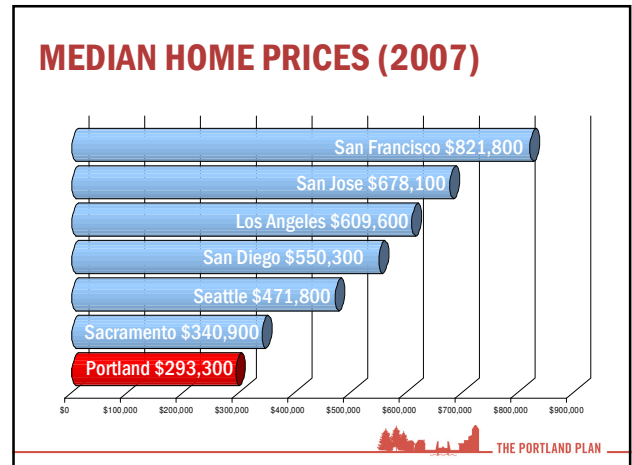 MEDIAN HOME PRICES (2007)
San Francisco $821,800
San Jose $678,100
Los Angeles $609,600
San Diego $550,300
Seattle $471,800
Sacramento $340,900
Portland $293,300
$0 $100,000 $200,000 $300,000 $400,000 $500,000 $600,000 $700,000 $800,000 $900,000
THE PORTLAND PLAN